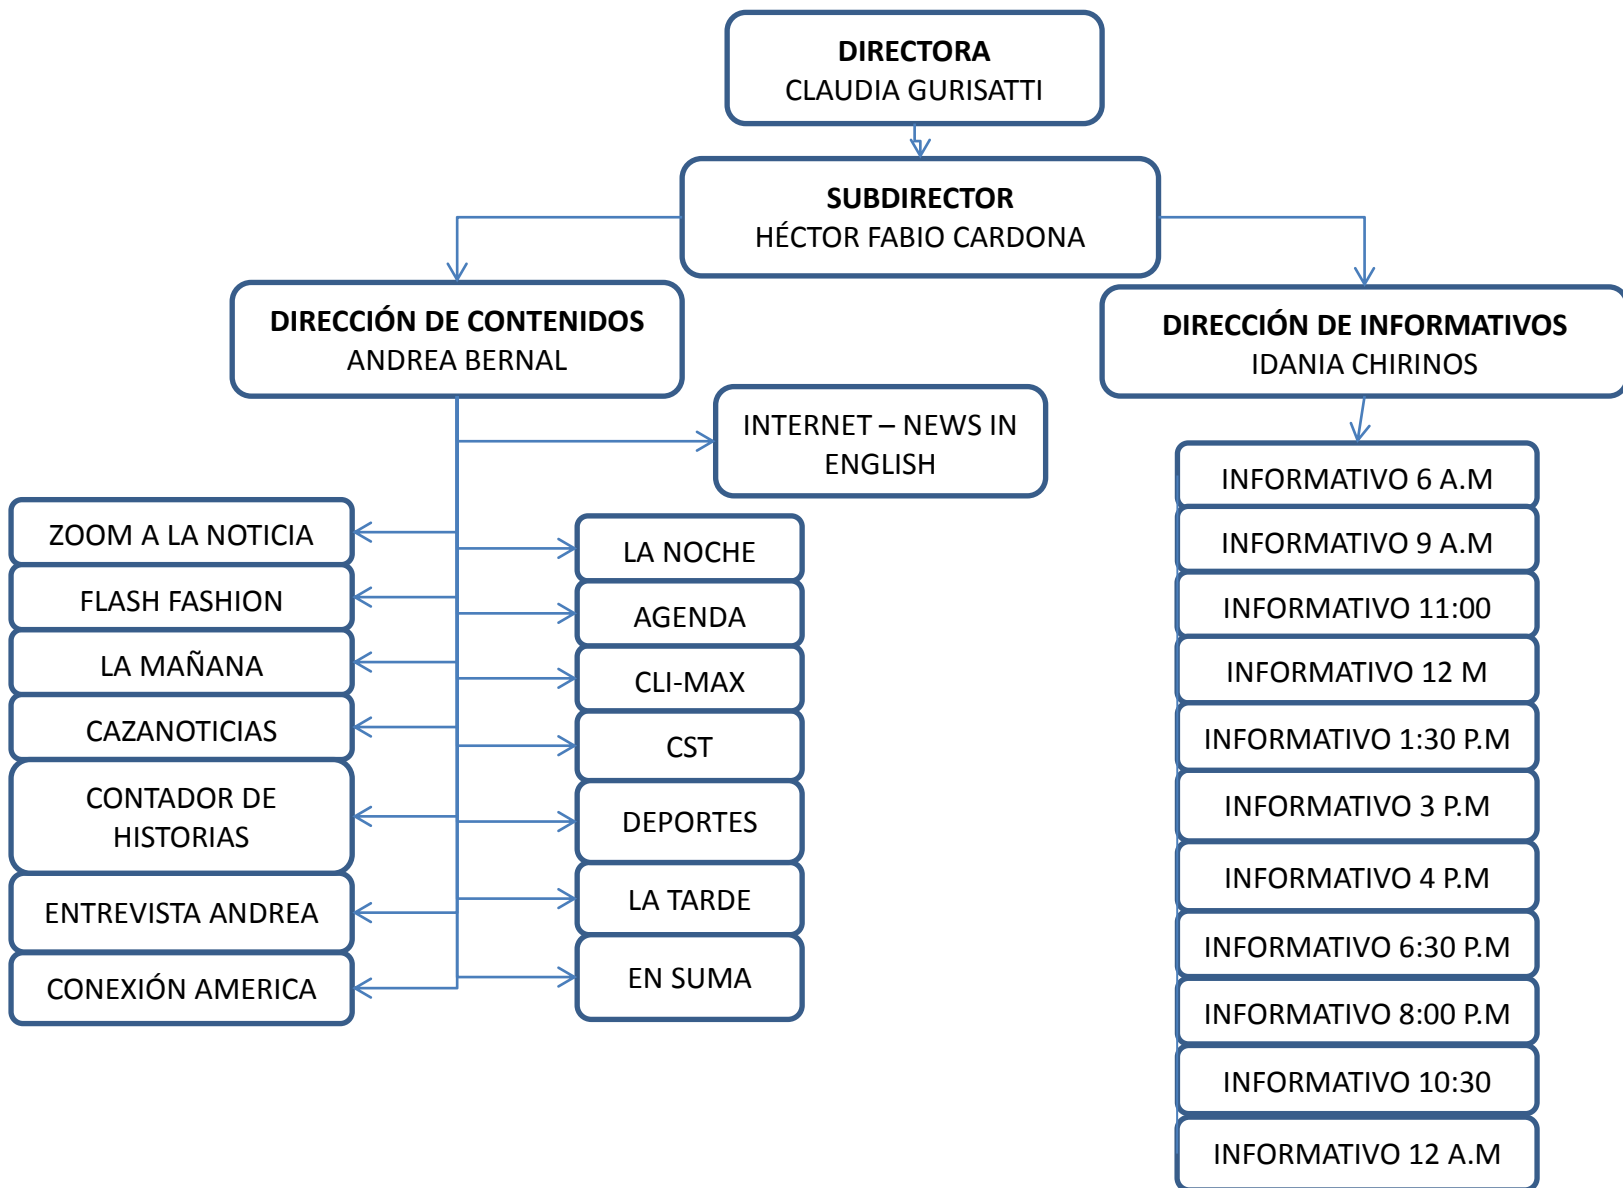 DIRECTORA
CLAUDIA GURISATTI
SUBDIRECTOR
HÉCTOR FABIO CARDONA
DIRECCIÓN DE CONTENIDOS
ANDREA BERNAL
DIRECCIÓN DE INFORMATIVOS
IDANIA CHIRINOS
INTERNET – NEWS IN
ENGLISH
ZOOM A LA NOTICIA
FLASH FASHION
LA MAÑANA
CAZANOTICIAS
CONTADOR DE
HISTORIAS
ENTREVISTA ANDREA
CONEXIÓN AMERICA
LA NOCHE
AGENDA
CLI-MAX
CST
DEPORTES
LA TARDE
EN SUMA
INFORMATIVO 6 A.M
INFORMATIVO 9 A.M
INFORMATIVO 11:00
INFORMATIVO 12 M
INFORMATIVO 1:30 P.M
INFORMATIVO 3 P.M
INFORMATIVO 4 P.M
INFORMATIVO 6:30 P.M
INFORMATIVO 8:00 P.M
INFORMATIVO 10:30
INFORMATIVO 12 A.M